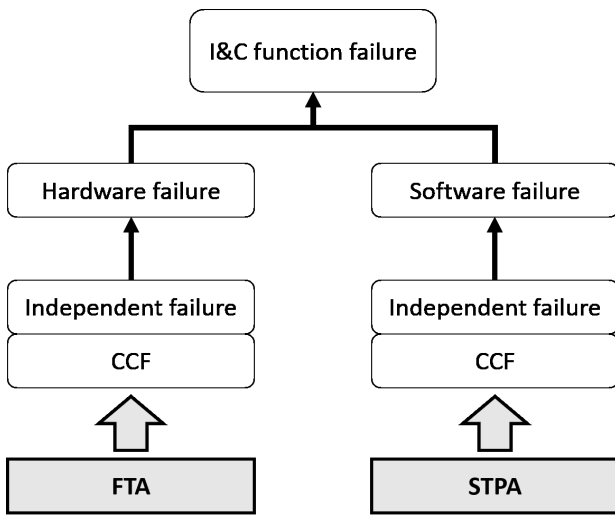 I&C function failure
Hardware failure
Software failure
Independent failure
Independent failure
CCF
CCF
FTA
STPA